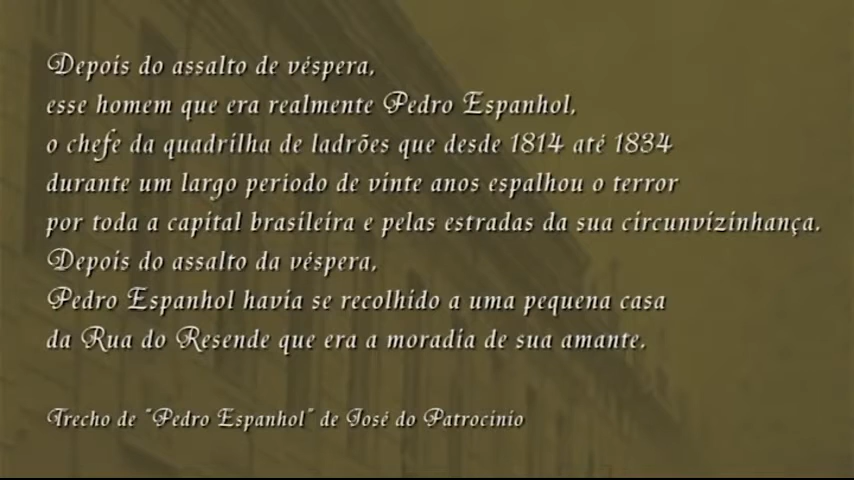 Depois do assalto de véspera,
esse homem que era realmente Pedro Espanhol,
o chefe da quadrilha de ladrões que desde 1814 até 1834
durante um largo periodo de vinte anos espalhou o terror
por toda a capital brasileira e pelas estradas da sua circunvizinhança.
Depois do assalto da véspera,
Pedro Espanhol havia se recolhido a uma pequena casa
da Rua do Resende que era a moradia de sua amante.
Trecho de "Pedro Espanhol" de José do Patrocinio